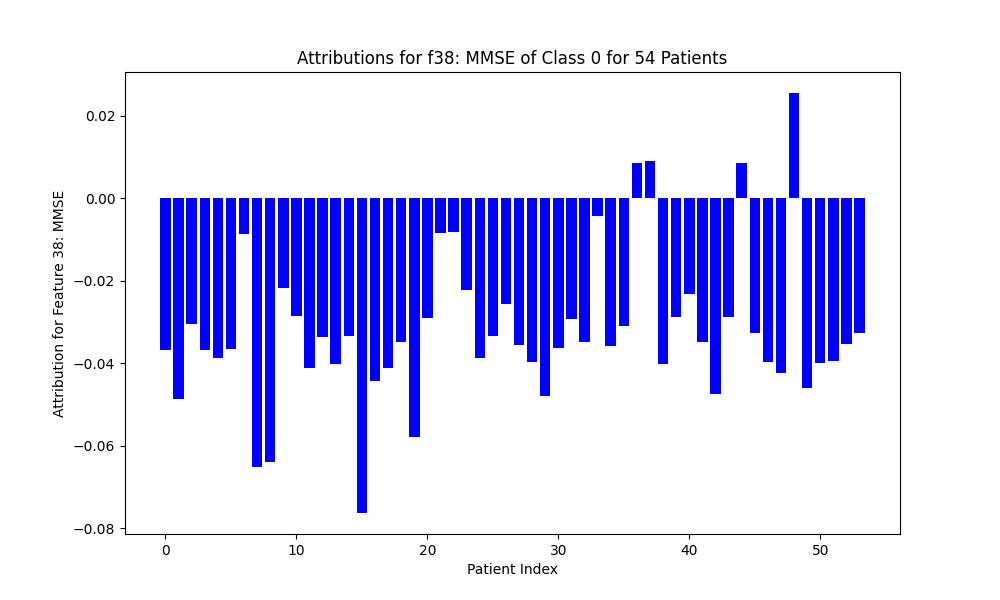 Attributions for f38: MMSE of Class 0 for 54 Patients
Attribution for Feature 38: MMSE
0.02
0.00
−0.02
−0.04
−0.06
−0.08
0 10 20 30 40 50
Patient Index